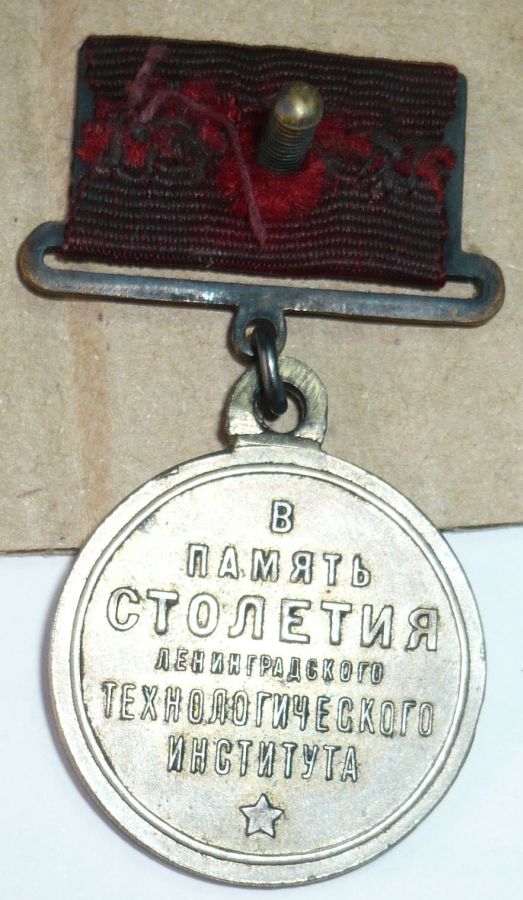 В
ПАМЯТЬ
СТОЛЕТИЯ
ЛЕНИНГРАДСКОГО
ТЕХНОЛОГИЧЕСКОГО
ИНСТИТУТА